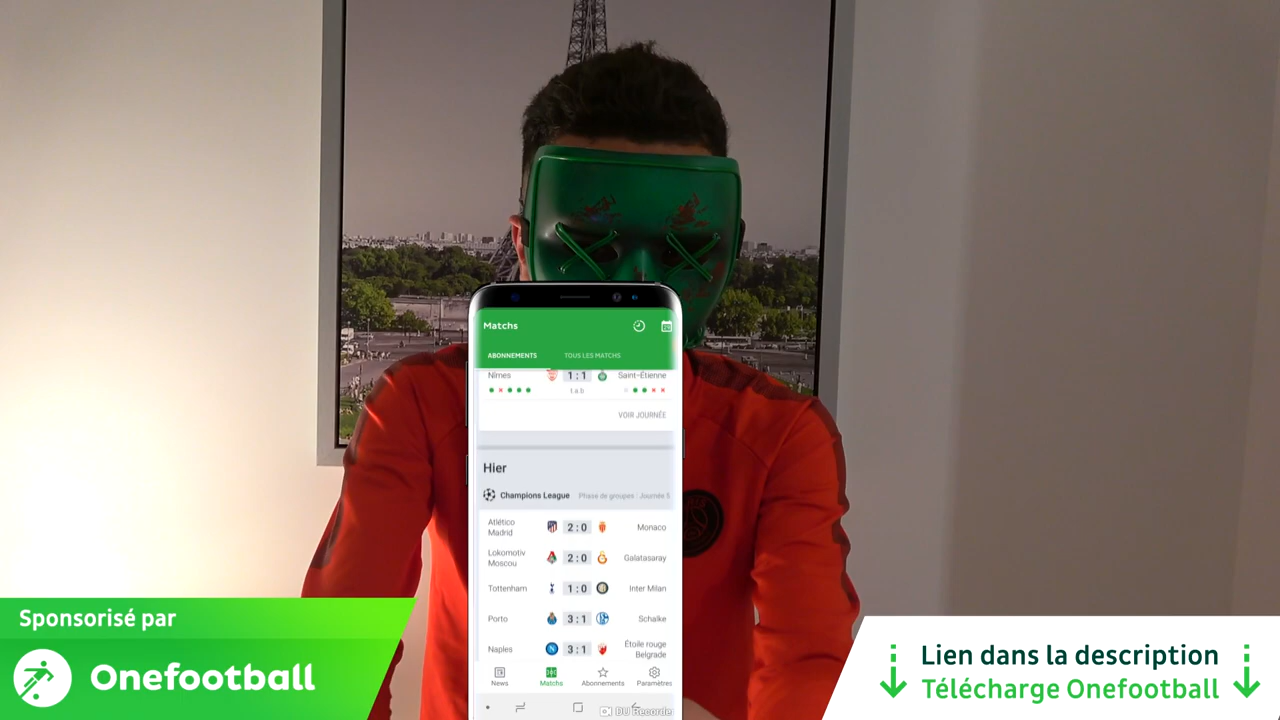 Matchs
ABONNEMENTS TOUS LES MATCHS
Nîmes 1 : 1 Saint-Étienne
t.a.b
VOIR JOURNÉE
Hier
Champions League Phase de groupes : Journée 5
Atlético Madrid 2 : 0 Monaco
Lokomotiv Moscou 2 : 0 Galatasaray
Tottenham 1 : 0 Inter Milan
Porto 3 : 1 Schalke
Naples 3 : 1 Étoile rouge Belgrade
News Matchs Abonnements Paramètres
DU Recorder
Sponsorisé par
Onefootball
Lien dans la description
Télécharge Onefootball